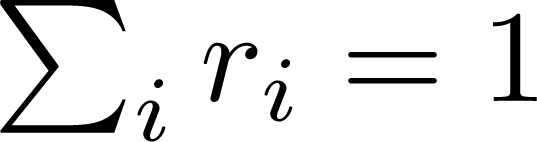 ∑ᵢ rᵢ = 1